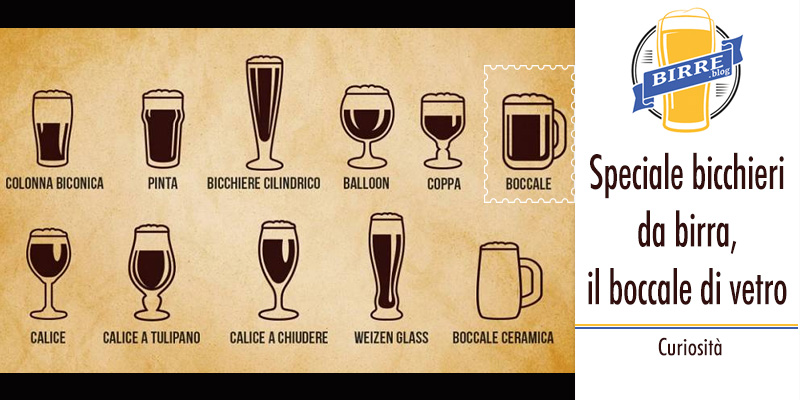 COLONNA BICONICA
PINTA
BICCHIERE CILINDRICO
BALLOON
COPPA
BOCCALE
CALICE
CALICE A TULIPANO
CALICE A CHIUDERE
WEIZEN GLASS
BOCCALE CERAMICA
BIRRE
.blog
Speciale bicchieri
da birra,
il boccale di vetro
Curiosità